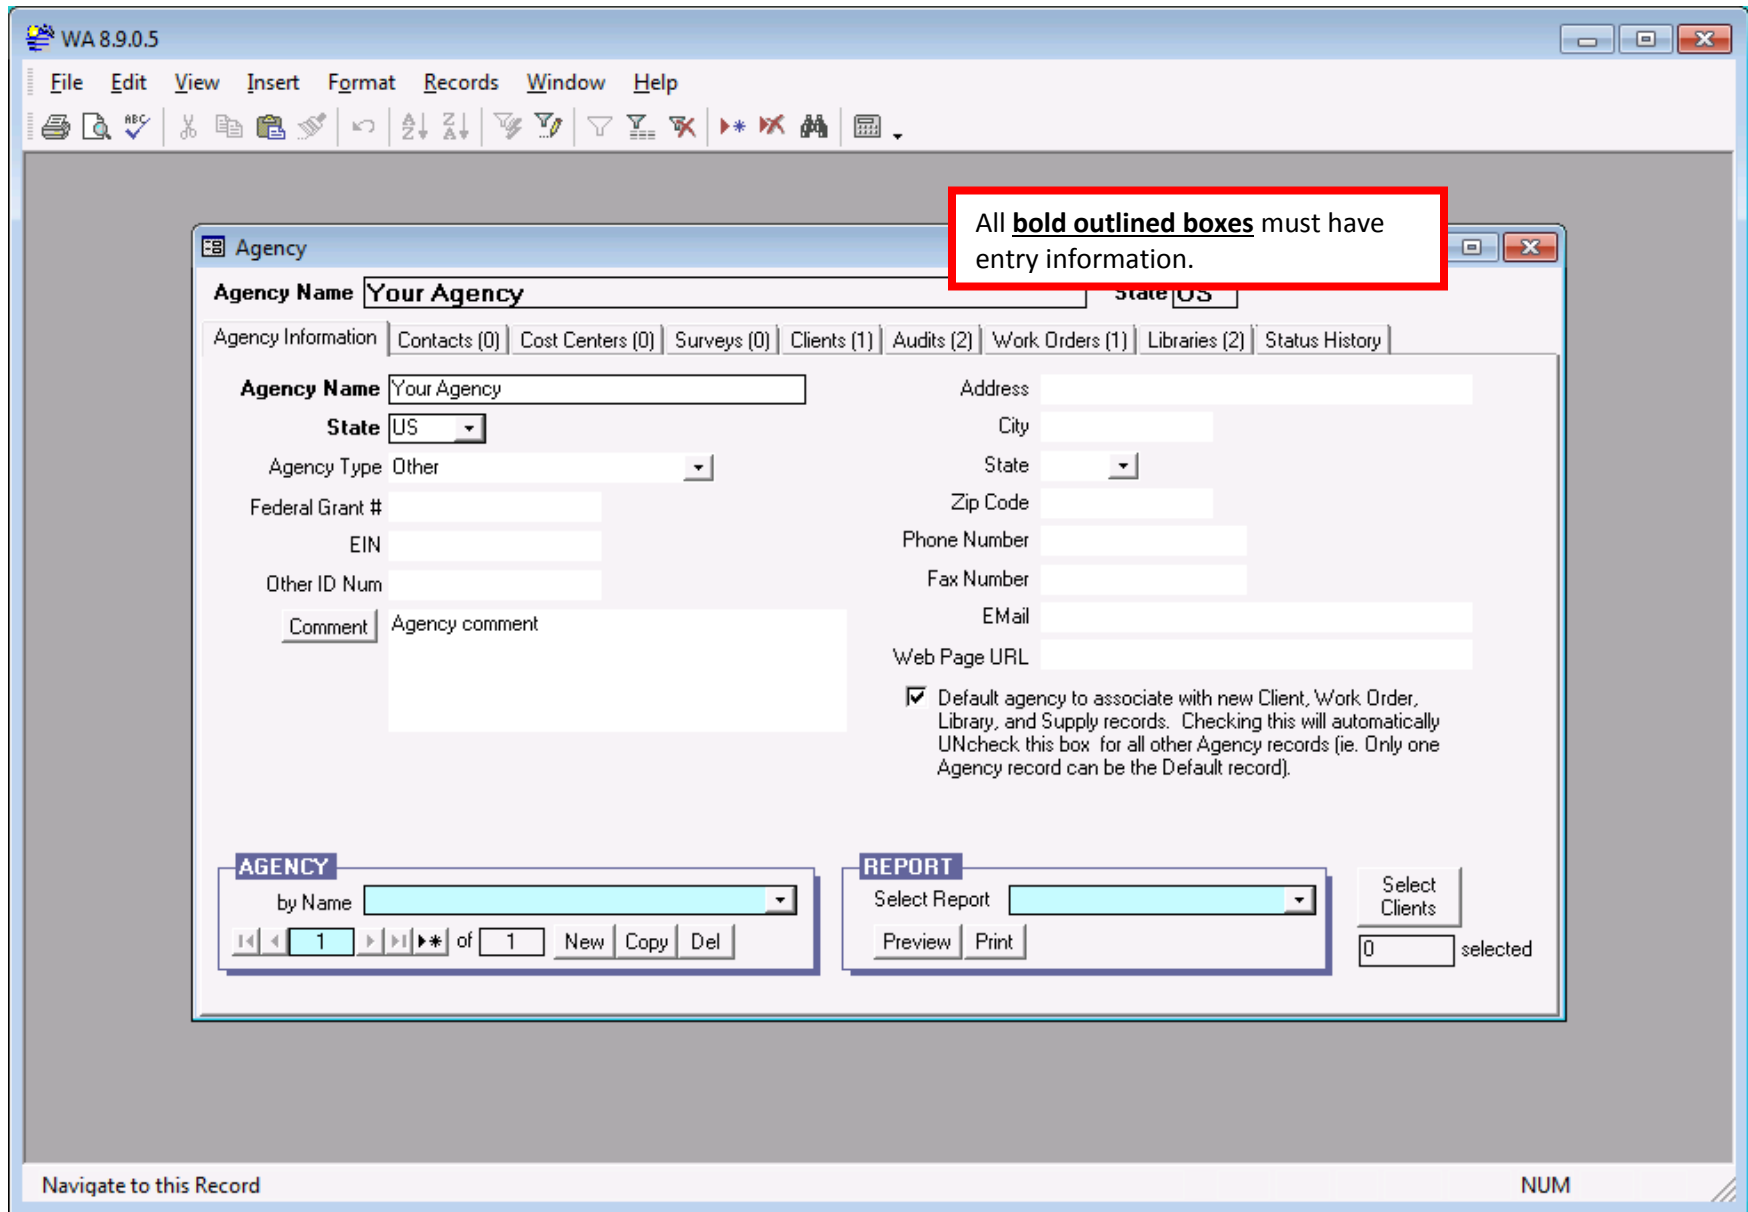 WA 8.9.0.5
File Edit View Insert Format Records Window Help
All bold outlined boxes must have
entry information.
Agency
Agency Name Your Agency State US
Agency Information Contacts (0) Cost Centers (0) Surveys (0) Clients (1) Audits (2) Work Orders (1) Libraries (2) Status History
Agency Name Your Agency
State US
Agency Type Other
Federal Grant #
EIN
Other ID Num
Comment Agency comment
Address
City
State
Zip Code
Phone Number
Fax Number
EMail
Web Page URL
Default agency to associate with new Client, Work Order,
Library, and Supply records. Checking this will automatically
UNcheck this box for all other Agency records (ie. Only one
Agency record can be the Default record).
AGENCY
by Name
1 of 1 New Copy Del
REPORT
Select Report
Preview Print
Select
Clients
0 selected
Navigate to this Record NUM